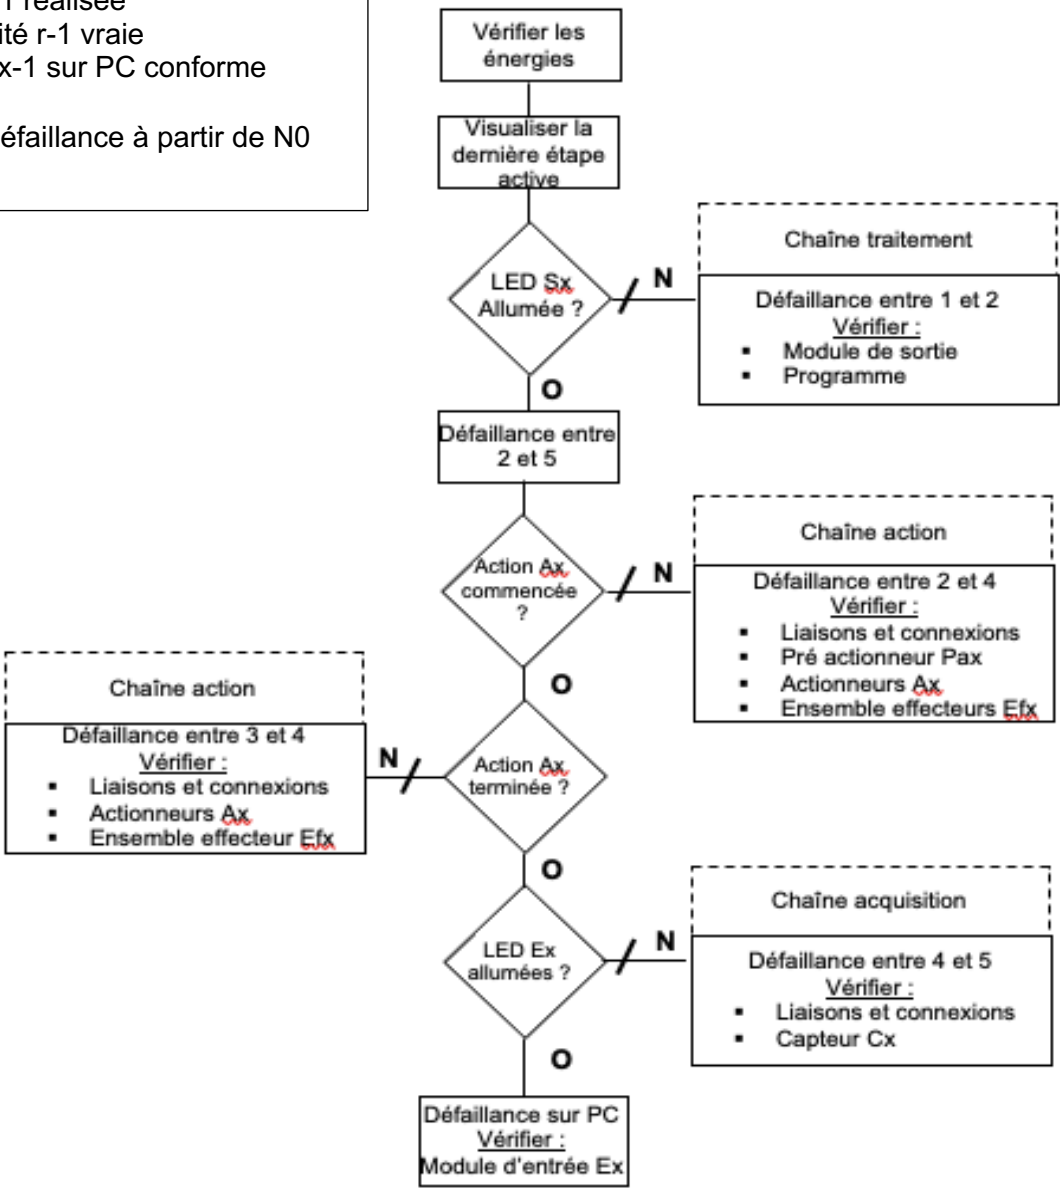 réalisée
ité r-1 vraie
x-1 sur PC conforme
éfaillance à partir de N0
Vérifier les
énergies
Visualiser la
dernière étape
active
LED Sx
Allumée ?
N
O
Chaîne traitement
Défaillance entre 1 et 2
Vérifier :
▪ Module de sortie
▪ Programme
Défaillance entre
2 et 5
Action Ax
commencée
?
N
O
Chaîne action
Défaillance entre 2 et 4
Vérifier :
▪ Liaisons et connexions
▪ Pré actionneur Pax
▪ Actionneurs Ax
▪ Ensemble effecteurs Efx
Action Ax
terminée ?
N
O
Chaîne action
Défaillance entre 3 et 4
Vérifier :
▪ Liaisons et connexions
▪ Actionneurs Ax
▪ Ensemble effecteur Efx
LED Ex
allumées ?
N
O
Chaîne acquisition
Défaillance entre 4 et 5
Vérifier :
▪ Liaisons et connexions
▪ Capteur Cx
Défaillance sur PC
Vérifier :
Module d'entrée Ex